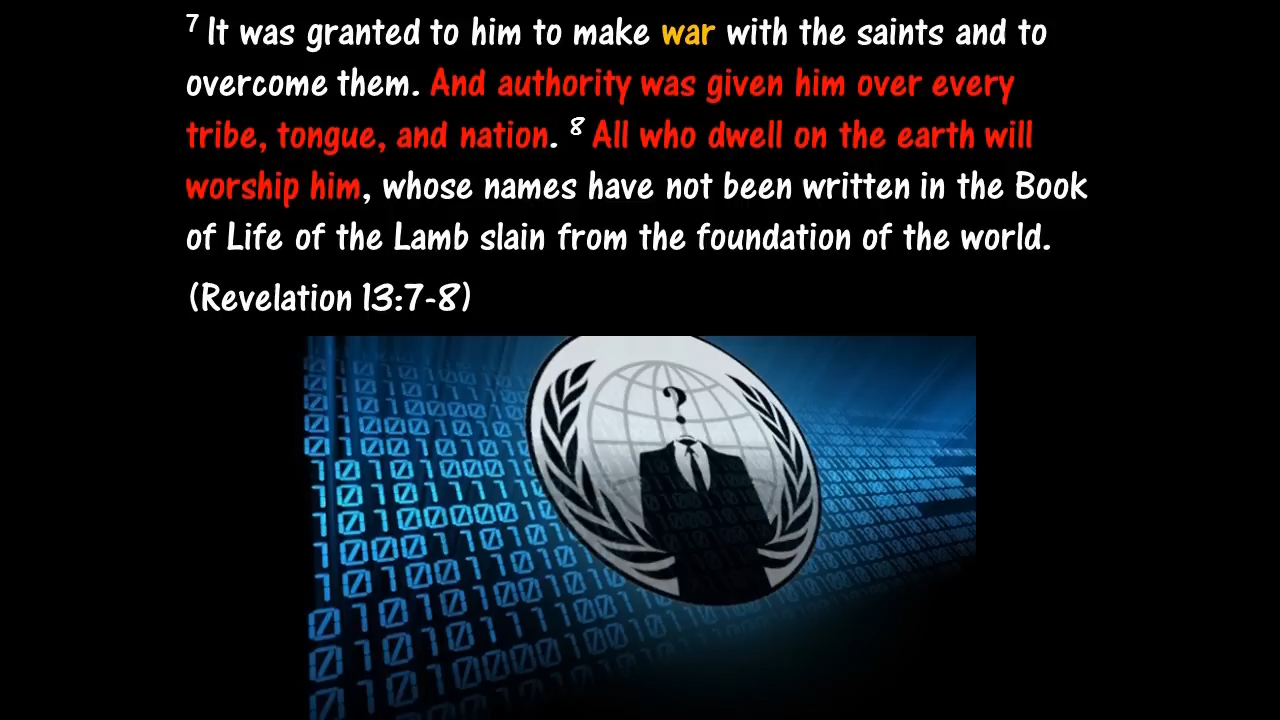 7 It was granted to him to make war with the saints and to
overcome them. And authority was given him over every
tribe, tongue, and nation. 8 All who dwell on the earth will
worship him, whose names have not been written in the Book
of Life of the Lamb slain from the foundation of the world.
(Revelation 13:7-8)
?